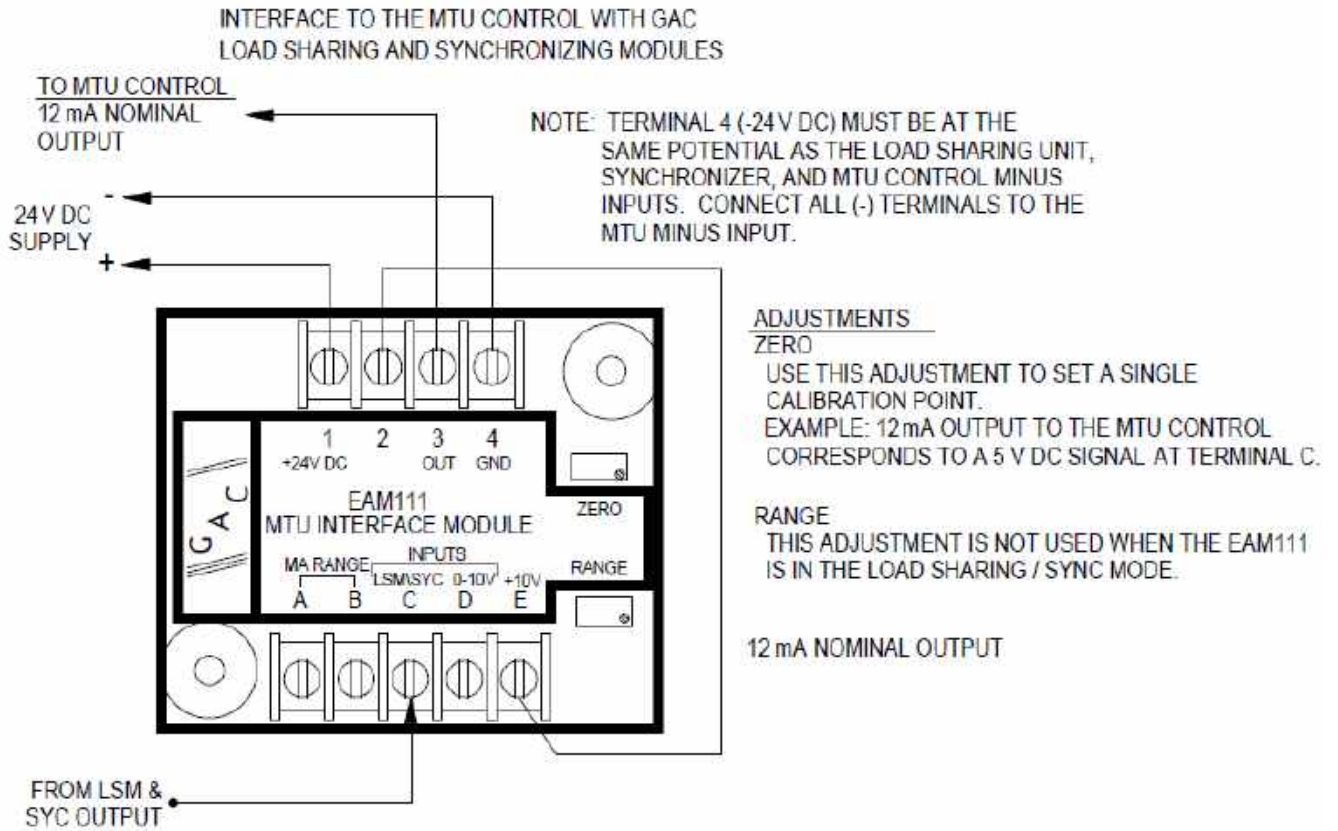 INTERFACE TO THE MTU CONTROL WITH GAC
LOAD SHARING AND SYNCHRONIZING MODULES
TO MTU CONTROL
12 mA NOMINAL
OUTPUT
NOTE: TERMINAL 4 (-24 V DC) MUST BE AT THE
SAME POTENTIAL AS THE LOAD SHARING UNIT,
SYNCHRONIZER, AND MTU CONTROL MINUS
INPUTS. CONNECT ALL (-) TERMINALS TO THE
MTU MINUS INPUT.
-
24 V DC
SUPPLY
+
ADJUSTMENTS
ZERO
USE THIS ADJUSTMENT TO SET A SINGLE
CALIBRATION POINT.
EXAMPLE: 12mA OUTPUT TO THE MTU CONTROL
CORRESPONDS TO A 5 V DC SIGNAL AT TERMINAL C.
RANGE
THIS ADJUSTMENT IS NOT USED WHEN THE EAM111
IS IN THE LOAD SHARING / SYNC MODE.
12 mA NOMINAL OUTPUT
1 2 3 4
+24V DC OUT GND
GAC
EAM111
MTU INTERFACE MODULE
ZERO
RANGE
INPUTS
MA RANGE LSM\SYC 0-10V +10V
A B C D E
FROM LSM &
SYC OUTPUT